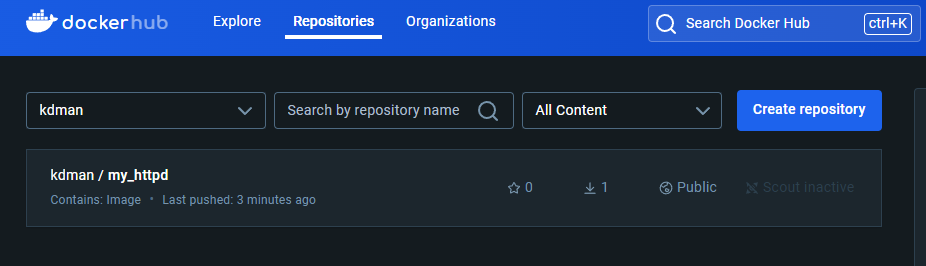 dockerhub Explore Repositories Organizations Search Docker Hub ctrl+K
kdman Search by repository name All Content Create repository
kdman / my_httpd
0 1 Public Scout inactive
Contains: Image • Last pushed: 3 minutes ago